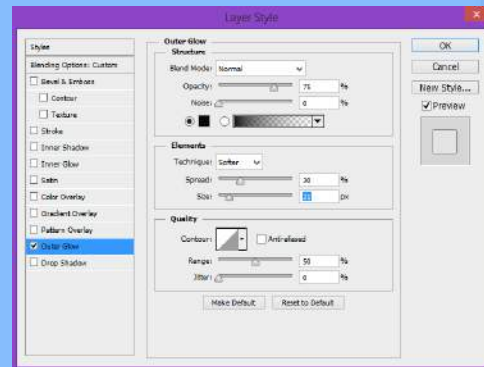 Layer Style
Styles
Blending Options: Custom
Bevel & Emboss
Contour
Texture
Stroke
Inner Shadow
Inner Glow
Satin
Color Overlay
Gradient Overlay
Pattern Overlay
Outer Glow
Drop Shadow
Outer Glow
Structure
Blend Mode: Normal
Opacity: 75 %
Noise: 0 %
Elements
Technique: Softer
Spread: 30 %
Size: px
Quality
Contour: Anti-aliased
Range: 50 %
Jitter: 0 %
Make Default Reset to Default
OK
Cancel
New Style...
Preview